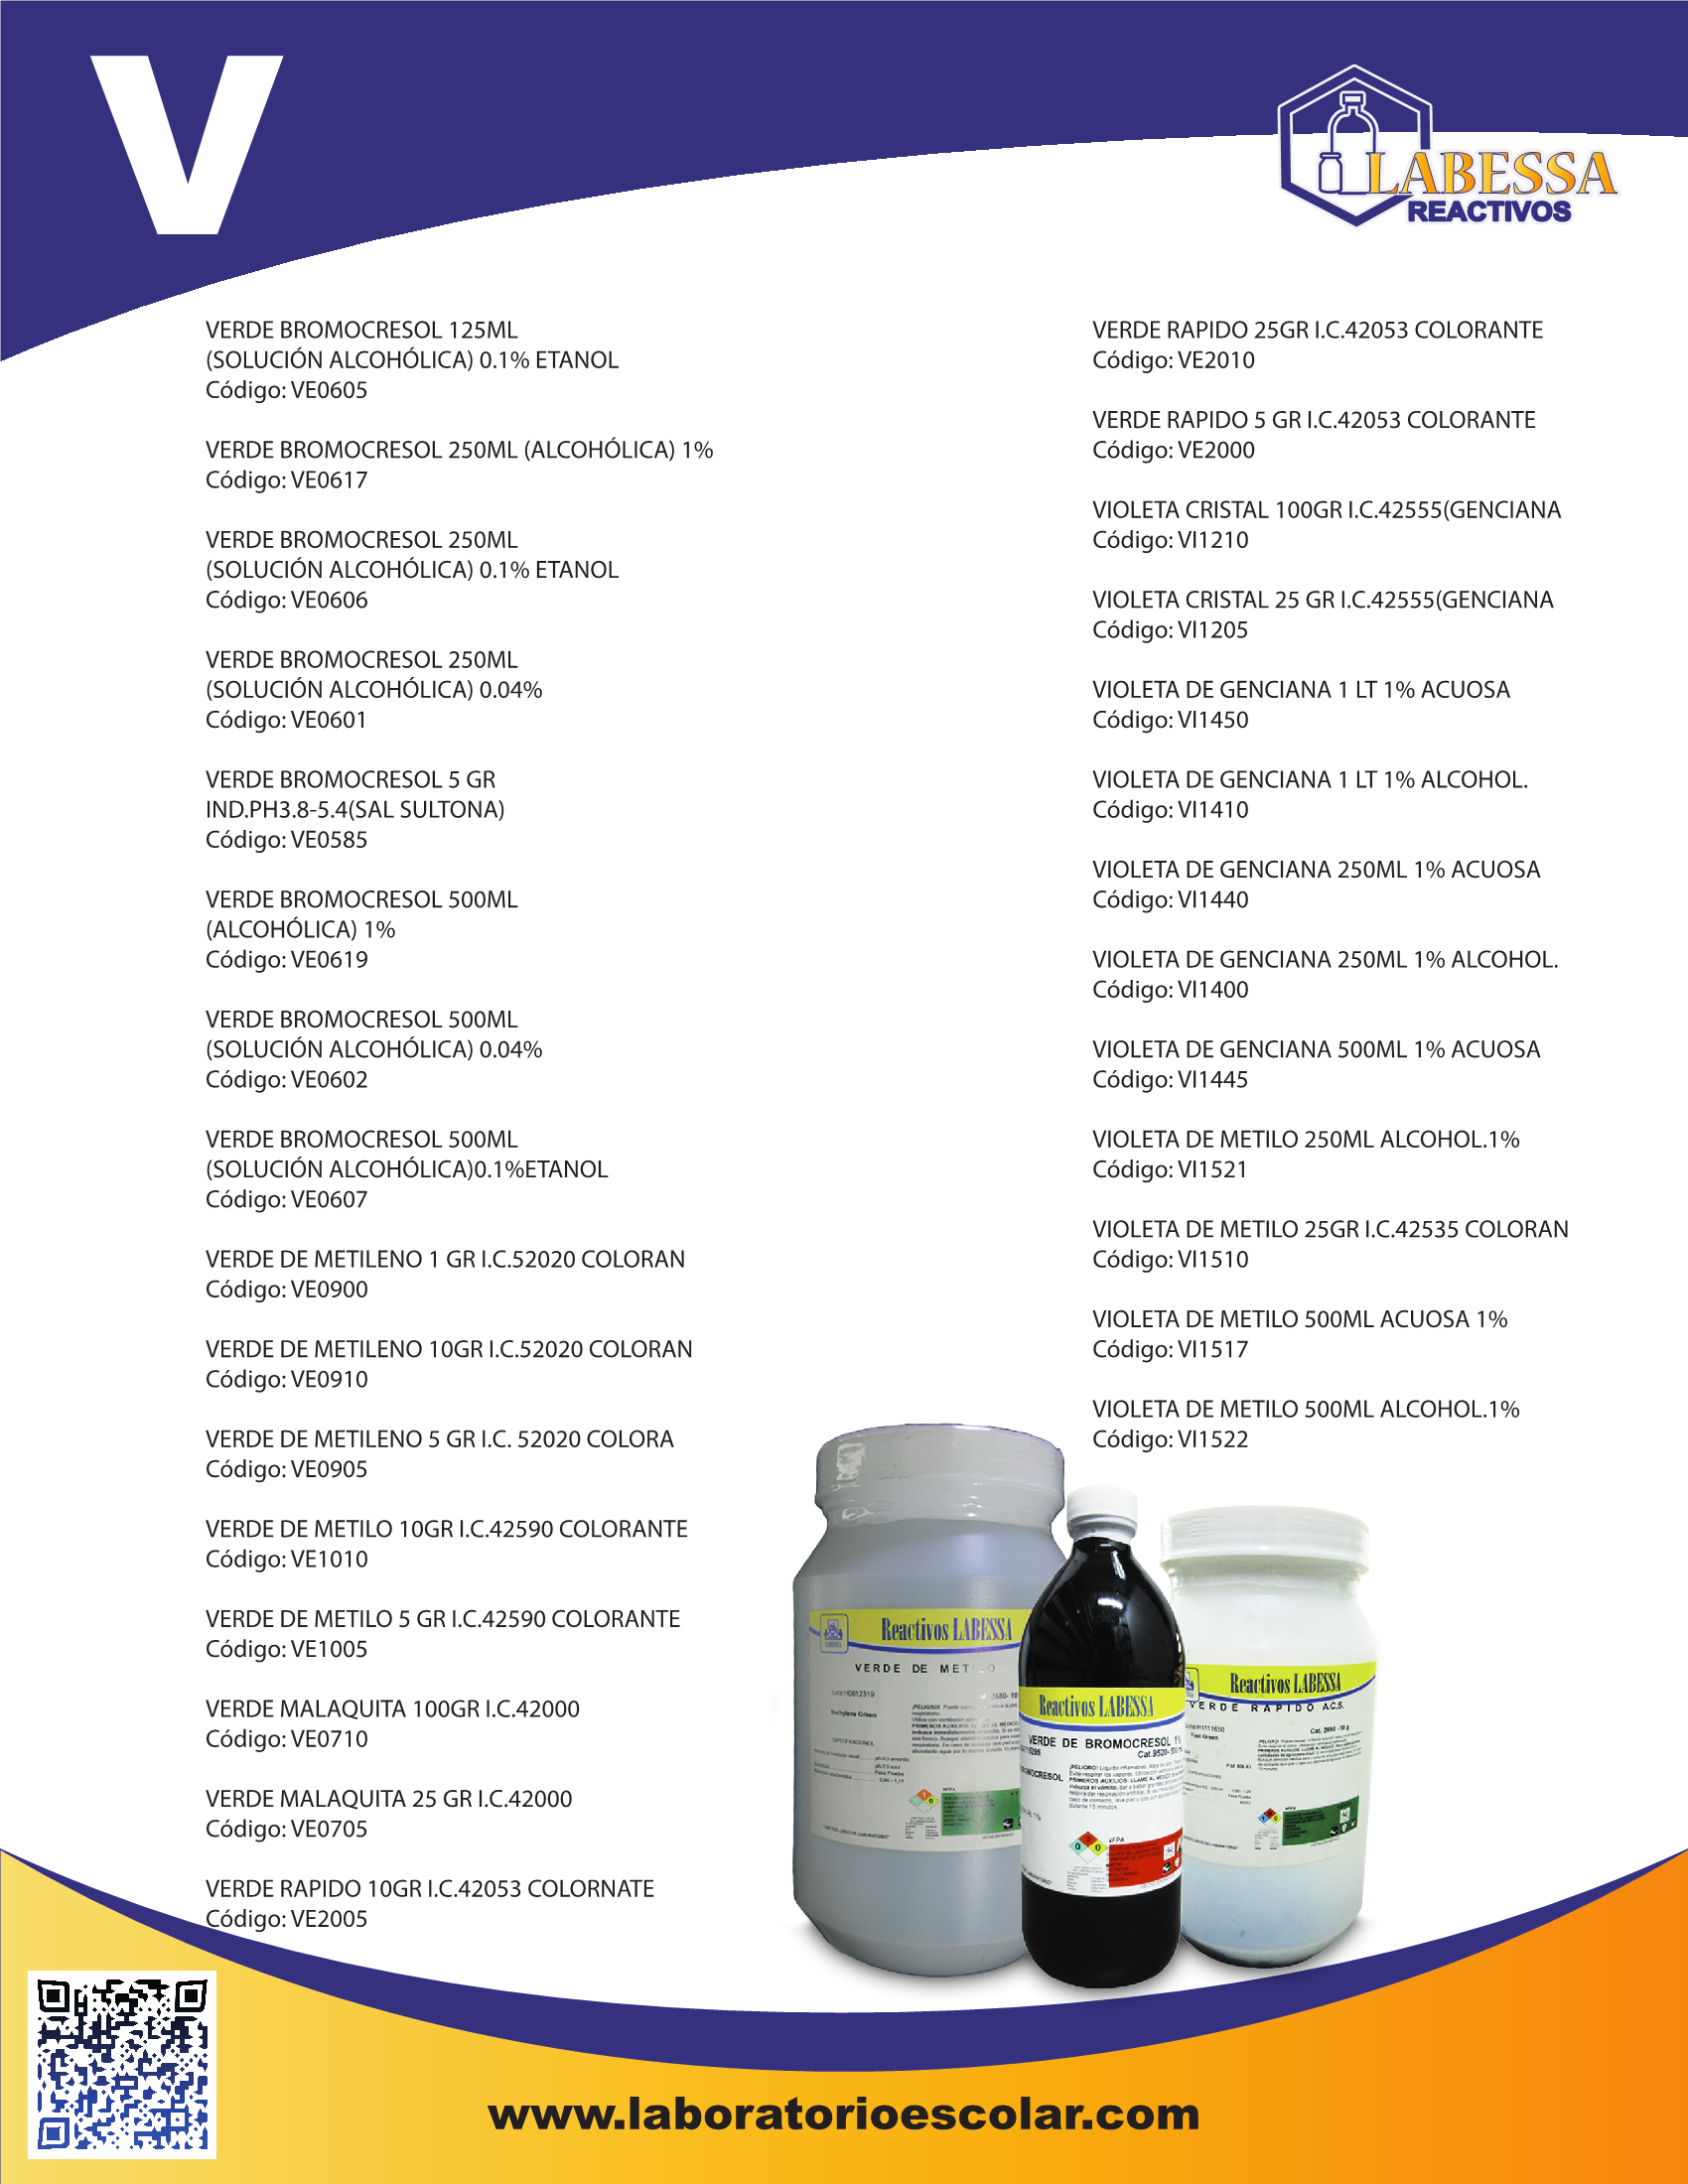 V
LABESSA
REACTIVOS
VERDE BROMOCRESOL 125ML
(SOLUCIÓN ALCOHÓLICA) 0.1% ETANOL
Código: VE0605
VERDE BROMOCRESOL 250ML (ALCOHÓLICA) 1%
Código: VE0617
VERDE BROMOCRESOL 250ML
(SOLUCIÓN ALCOHÓLICA) 0.1% ETANOL
Código: VE0606
VERDE BROMOCRESOL 250ML
(SOLUCIÓN ALCOHÓLICA) 0.04%
Código: VE0601
VERDE BROMOCRESOL 5 GR
IND.PH3.8-5.4(SAL SULTONA)
Código: VE0585
VERDE BROMOCRESOL 500ML
(ALCOHÓLICA) 1%
Código: VE0619
VERDE BROMOCRESOL 500ML
(SOLUCIÓN ALCOHÓLICA) 0.04%
Código: VE0602
VERDE BROMOCRESOL 500ML
(SOLUCIÓN ALCOHÓLICA)0.1%ETANOL
Código: VE0607
VERDE DE METILENO 1 GR I.C.52020 COLORAN
Código: VE0900
VERDE DE METILENO 10GR I.C.52020 COLORAN
Código: VE0910
VERDE DE METILENO 5 GR I.C. 52020 COLORA
Código: VE0905
VERDE DE METILO 10GR I.C.42590 COLORANTE
Código: VE1010
VERDE DE METILO 5 GR I.C.42590 COLORANTE
Código: VE1005
VERDE MALAQUITA 100GR I.C.42000
Código: VE0710
VERDE MALAQUITA 25 GR I.C.42000
Código: VE0705
VERDE RAPIDO 10GR I.C.42053 COLORNATE
Código: VE2005
VERDE RAPIDO 25GR I.C.42053 COLORANTE
Código: VE2010
VERDE RAPIDO 5 GR I.C.42053 COLORANTE
Código: VE2000
VIOLETA CRISTAL 100GR I.C.42555(GENCIANA
Código: VI1210
VIOLETA CRISTAL 25 GR I.C.42555(GENCIANA
Código: VI1205
VIOLETA DE GENCIANA 1 LT 1% ACUOSA
Código: VI1450
VIOLETA DE GENCIANA 1 LT 1% ALCOHOL.
Código: VI1410
VIOLETA DE GENCIANA 250ML 1% ACUOSA
Código: VI1440
VIOLETA DE GENCIANA 250ML 1% ALCOHOL.
Código: VI1400
VIOLETA DE GENCIANA 500ML 1% ACUOSA
Código: VI1445
VIOLETA DE METILO 250ML ALCOHOL.1%
Código: VI1521
VIOLETA DE METILO 25GR I.C.42535 COLORAN
Código: VI1510
VIOLETA DE METILO 500ML ACUOSA 1%
Código: VI1517
VIOLETA DE METILO 500ML ALCOHOL.1%
Código: VI1522
Reactivos LABESSA
VERDE DE METILO
Methylene Green
Reactivos LABESSA
VERDE DE BROMOCRESOL 1%
Reactivos LABESSA
VERDE RAPIDO A.C.S.
Cat. 2690 - 10 g
Fast Green
www.laboratorioescolar.com